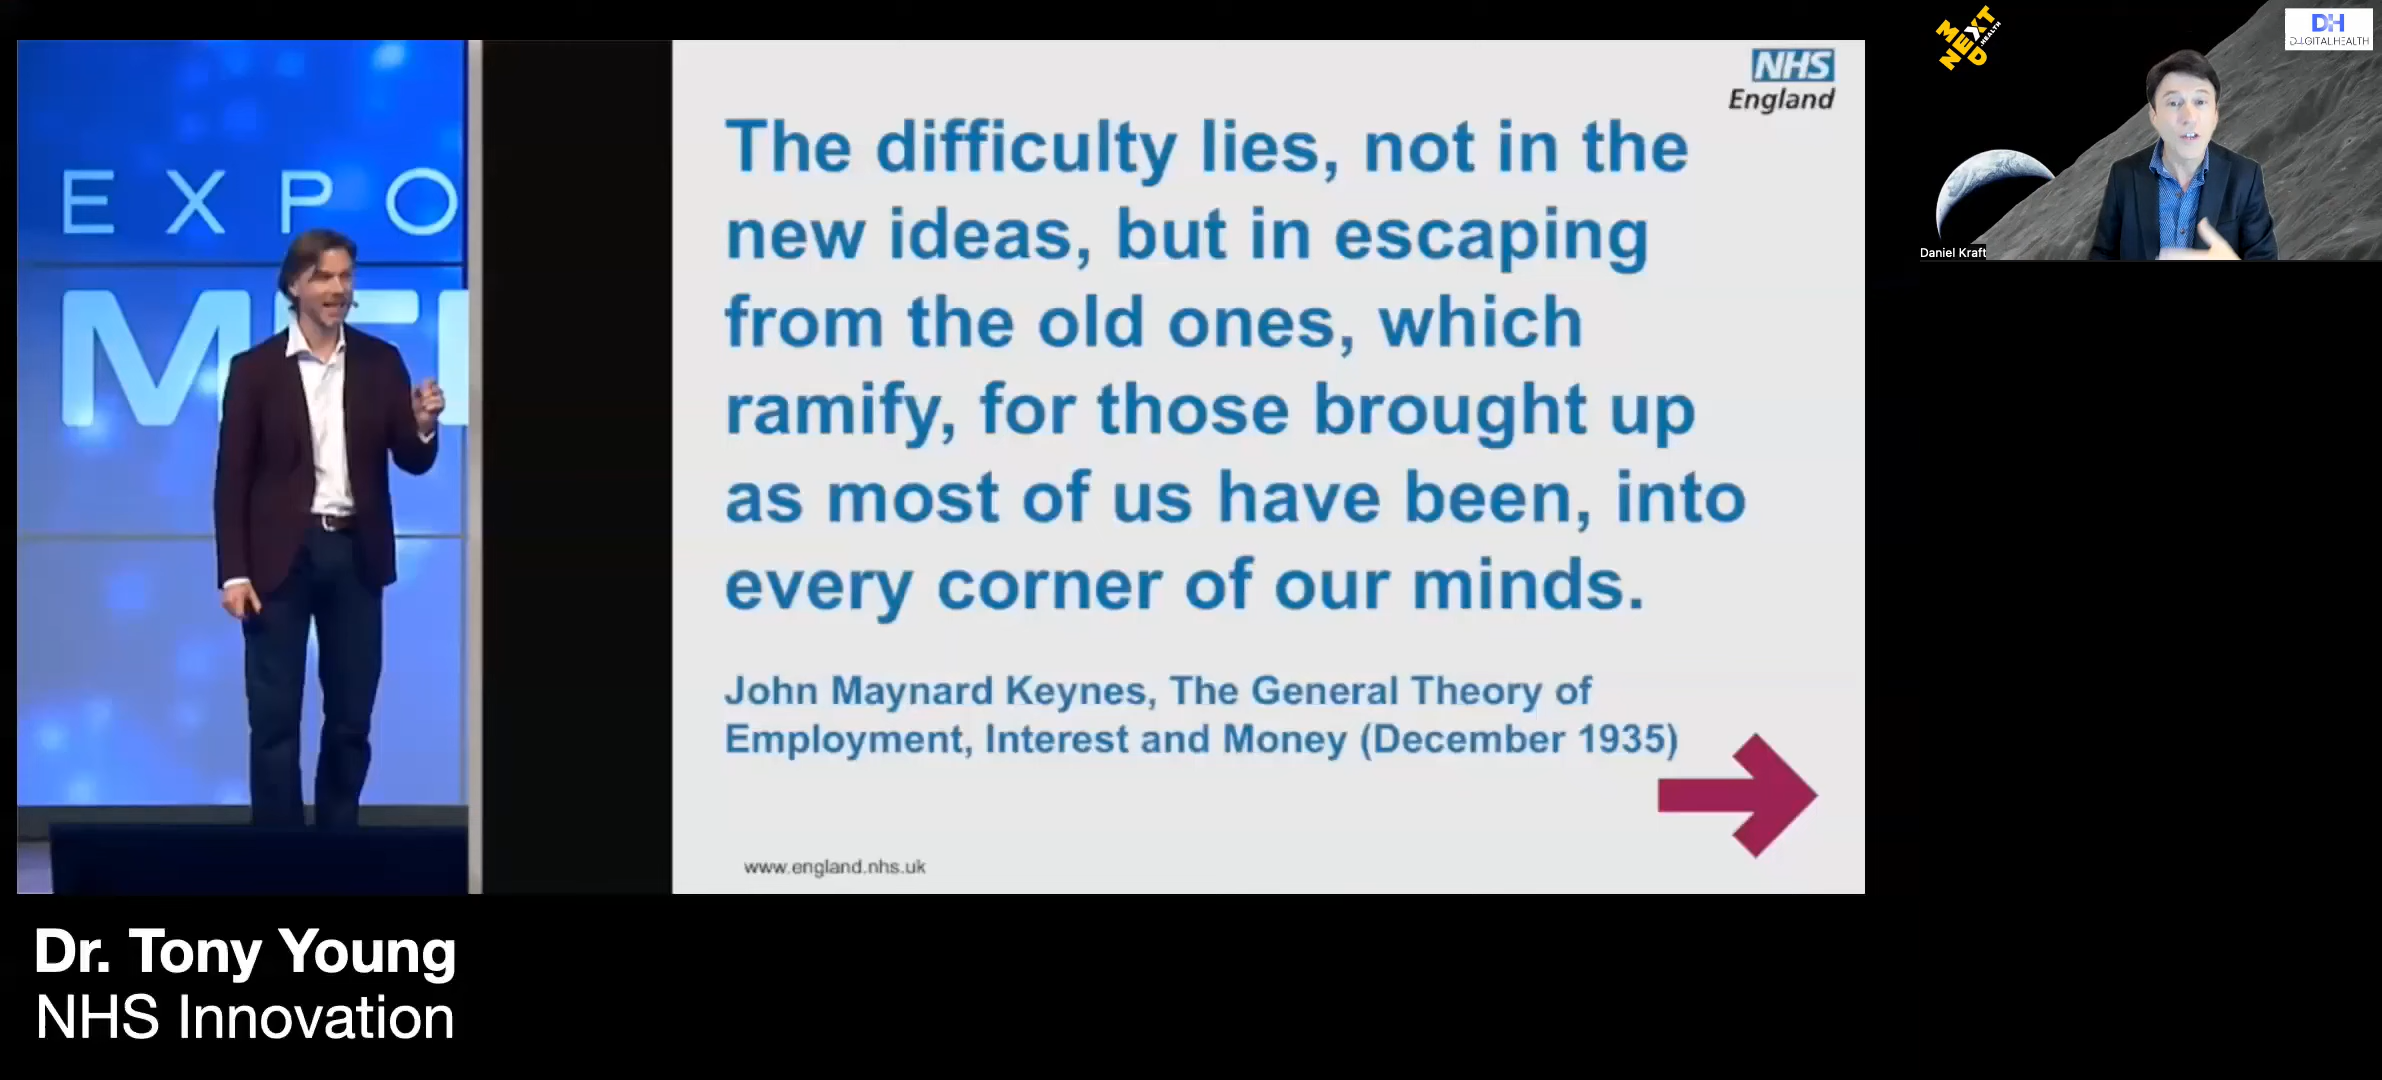 EXPO
ME
NHS
England
The difficulty lies, not in the
new ideas, but in escaping
from the old ones, which
ramify, for those brought up
as most of us have been, into
every corner of our minds.
John Maynard Keynes, The General Theory of
Employment, Interest and Money (December 1935)
www.england.nhs.uk
Dr. Tony Young
NHS Innovation
NEXT
MED
HEALTH
DH
DIGITALHEALTH
Daniel Kraft